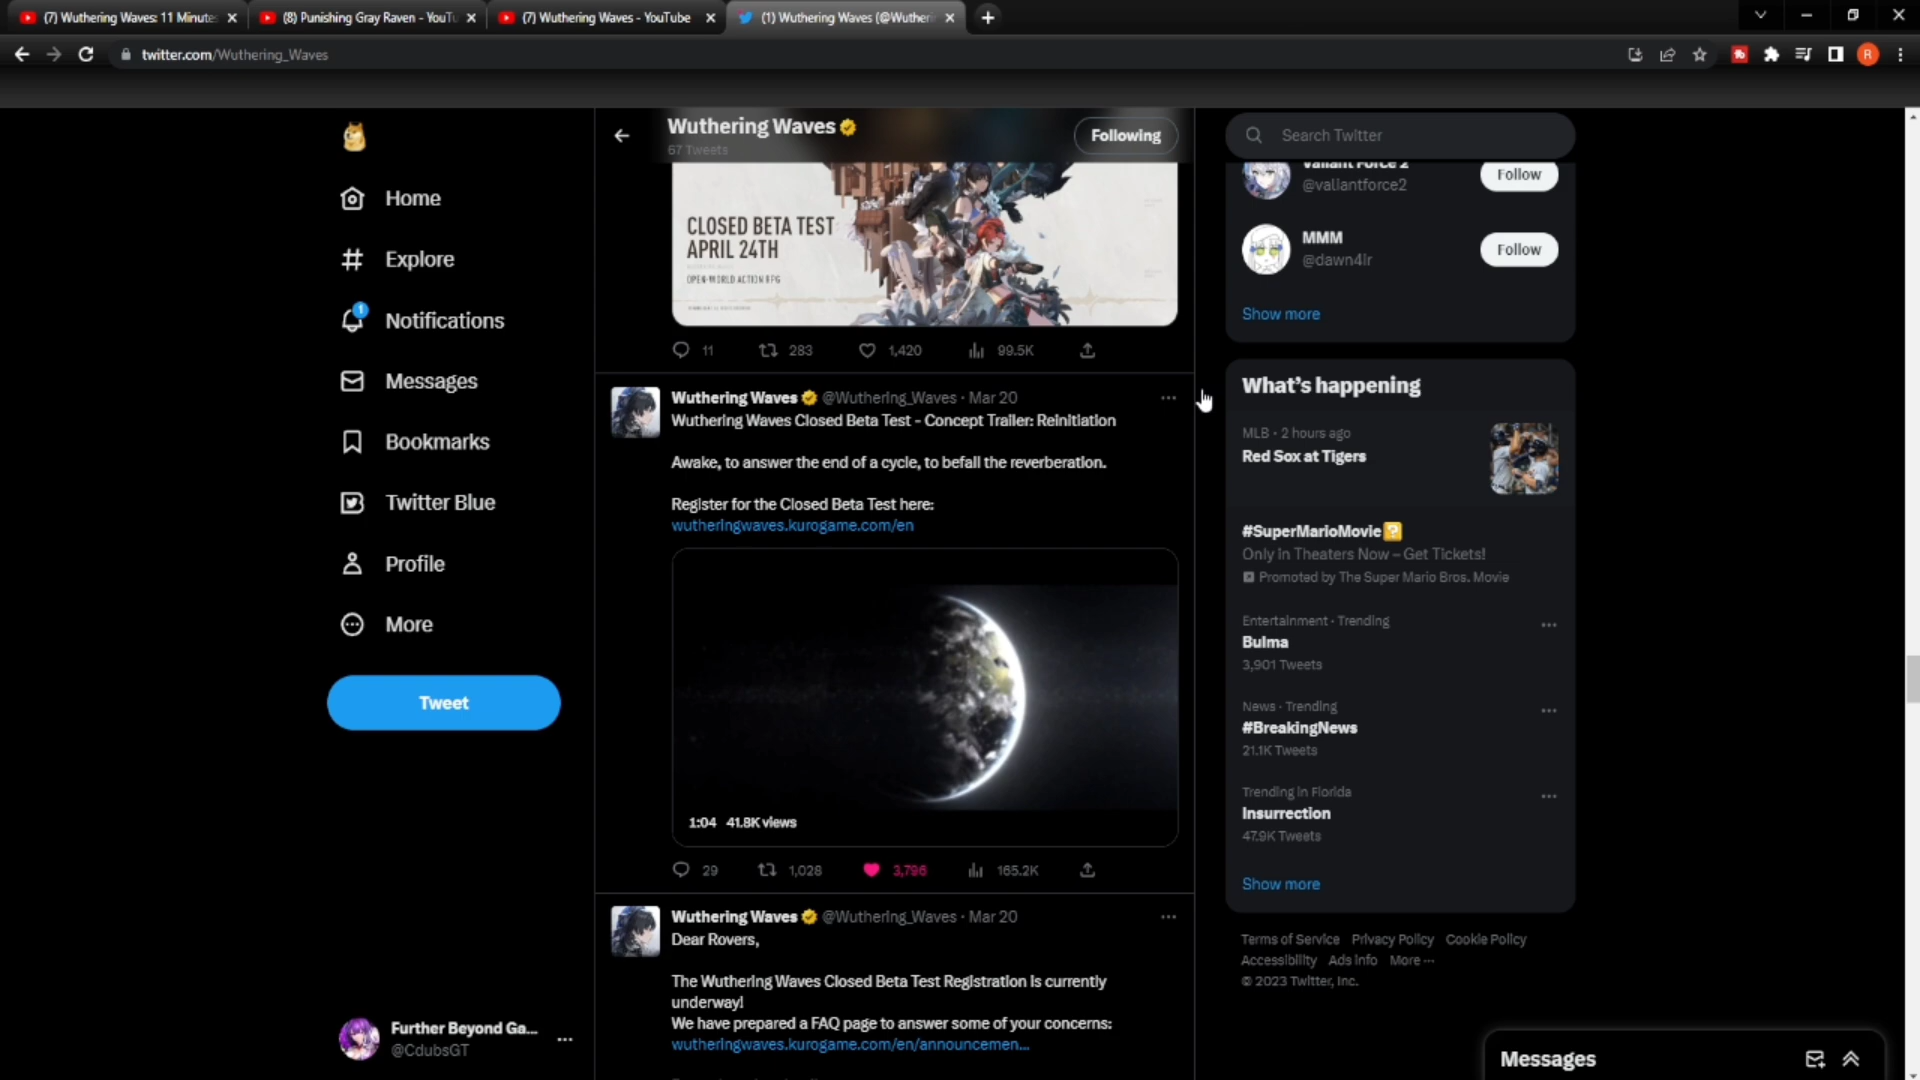 (7) Wuthering Waves: 11 Minute
(8) Punishing Gray Raven - YouTu
(7) Wuthering Waves - YouTube
(1) Wuthering Waves (@Wutheri
twitter.com/Wuthering_Waves
R
Home
Explore
1
Notifications
Messages
Bookmarks
Twitter Blue
Profile
More
Tweet
Further Beyond Ga...
@CdubsGT
Wuthering Waves
67 Tweets
Following
CLOSED BETA TEST
APRIL 24TH
OPEN-WORLD ACTION RPG
11 283 1,420 99.5K
Wuthering Waves @Wuthering_Waves · Mar 20
Wuthering Waves Closed Beta Test - Concept Trailer: Reinitiation
Awake, to answer the end of a cycle, to befall the reverberation.
Register for the Closed Beta Test here:
wutheringwaves.kurogame.com/en
1:04 41.8K views
29 1,028 3,796 165.2K
Wuthering Waves @Wuthering_Waves · Mar 20
Dear Rovers,
The Wuthering Waves Closed Beta Test Registration is currently
underway!
We have prepared a FAQ page to answer some of your concerns:
wutheringwaves.kurogame.com/en/announcemen...
Search Twitter
Valiant Force 2
@valiantforce2
Follow
MMM
@dawn4lr
Follow
Show more
What's happening
MLB · 2 hours ago
Red Sox at Tigers
#SuperMarioMovie
Only in Theaters Now – Get Tickets!
Promoted by The Super Mario Bros. Movie
Entertainment · Trending
Bulma
3,901 Tweets
News · Trending
#BreakingNews
21.1K Tweets
Trending in Florida
Insurrection
47.9K Tweets
Show more
Terms of Service Privacy Policy Cookie Policy
Accessibility Ads info More ···
© 2023 Twitter, Inc.
Messages